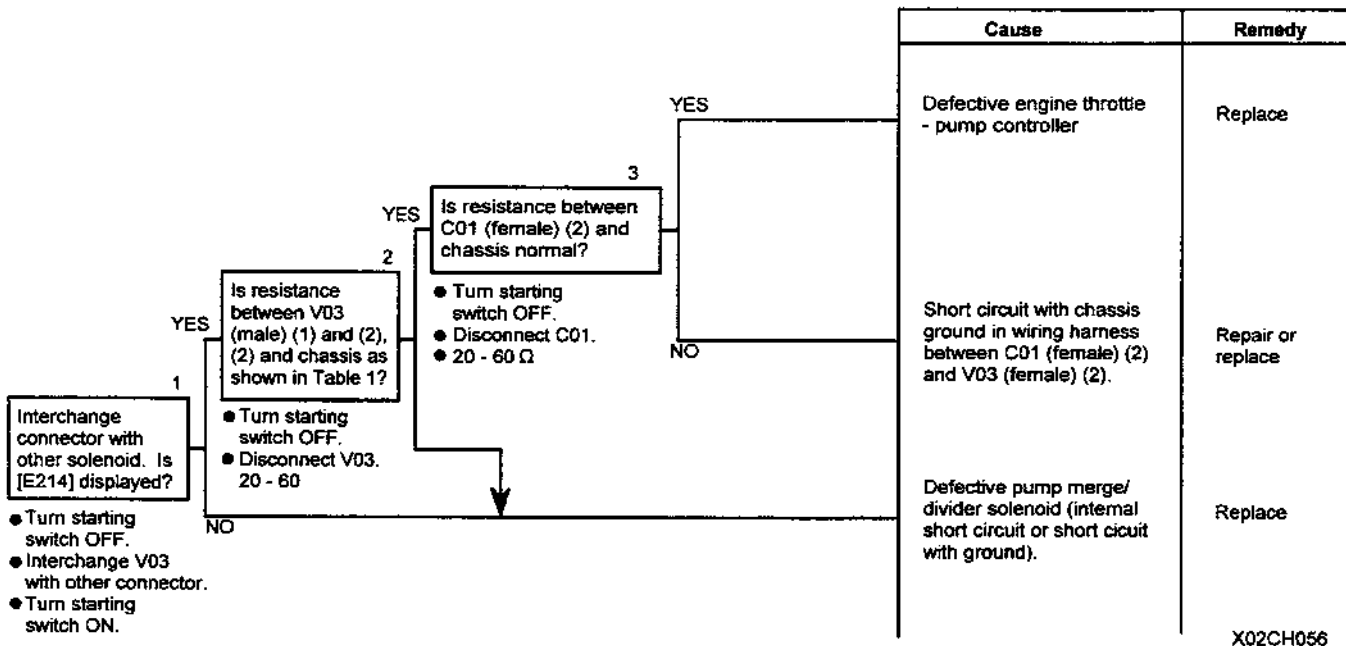 Cause
Remedy
YES
Defective engine throttle
- pump controller
Replace
3
YES
Is resistance between
C01 (female) (2) and
chassis normal?
● Turn starting
switch OFF.
● Disconnect C01.
● 20 - 60 Ω
NO
Short circuit with chassis
ground in wiring harness
between C01 (female) (2)
and V03 (female) (2).
Repair or
replace
2
YES
Is resistance
between V03
(male) (1) and (2),
(2) and chassis as
shown in Table 1?
● Turn starting
switch OFF.
● Disconnect V03.
20 - 60
1
Interchange
connector with
other solenoid. Is
[E214] displayed?
● Turn starting
switch OFF.
● Interchange V03
with other connector.
● Turn starting
switch ON.
NO
Defective pump merge/
divider solenoid (internal
short circuit or short cicuit
with ground).
Replace
X02CH056